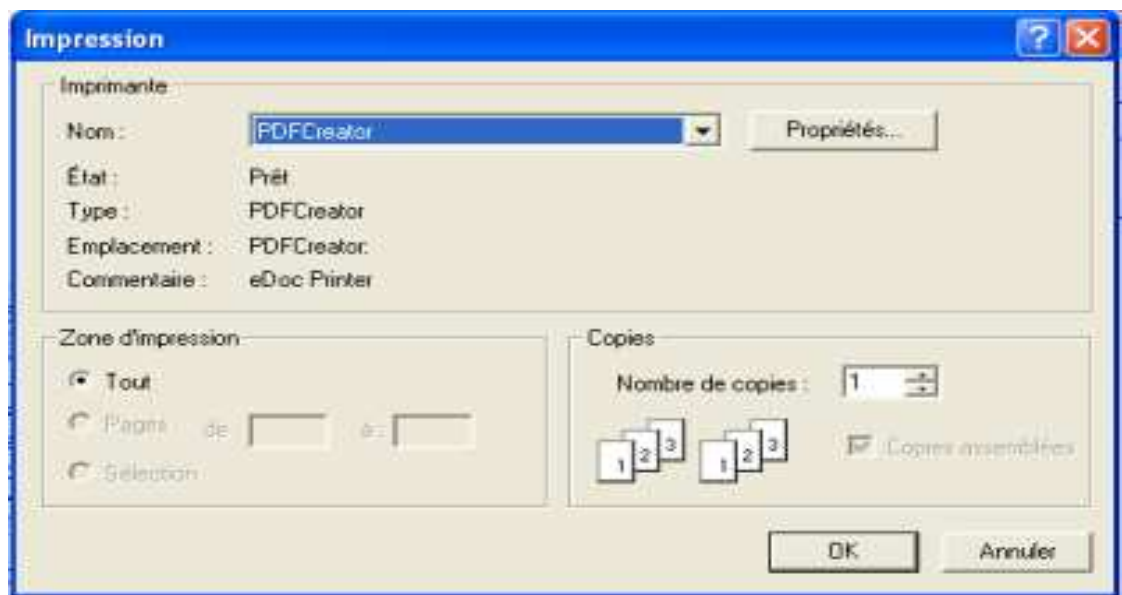 Impression
Imprimante
Nom : PDFCreator Propriétés...
État : Prêt
Type : PDFCreator
Emplacement : PDFCreator:
Commentaire : eDoc Printer
Zone d'impression
Tout
Pages de à :
Sélection
Copies
Nombre de copies : 1
1 2 3 1 2 3
Copies assemblées
OK Annuler